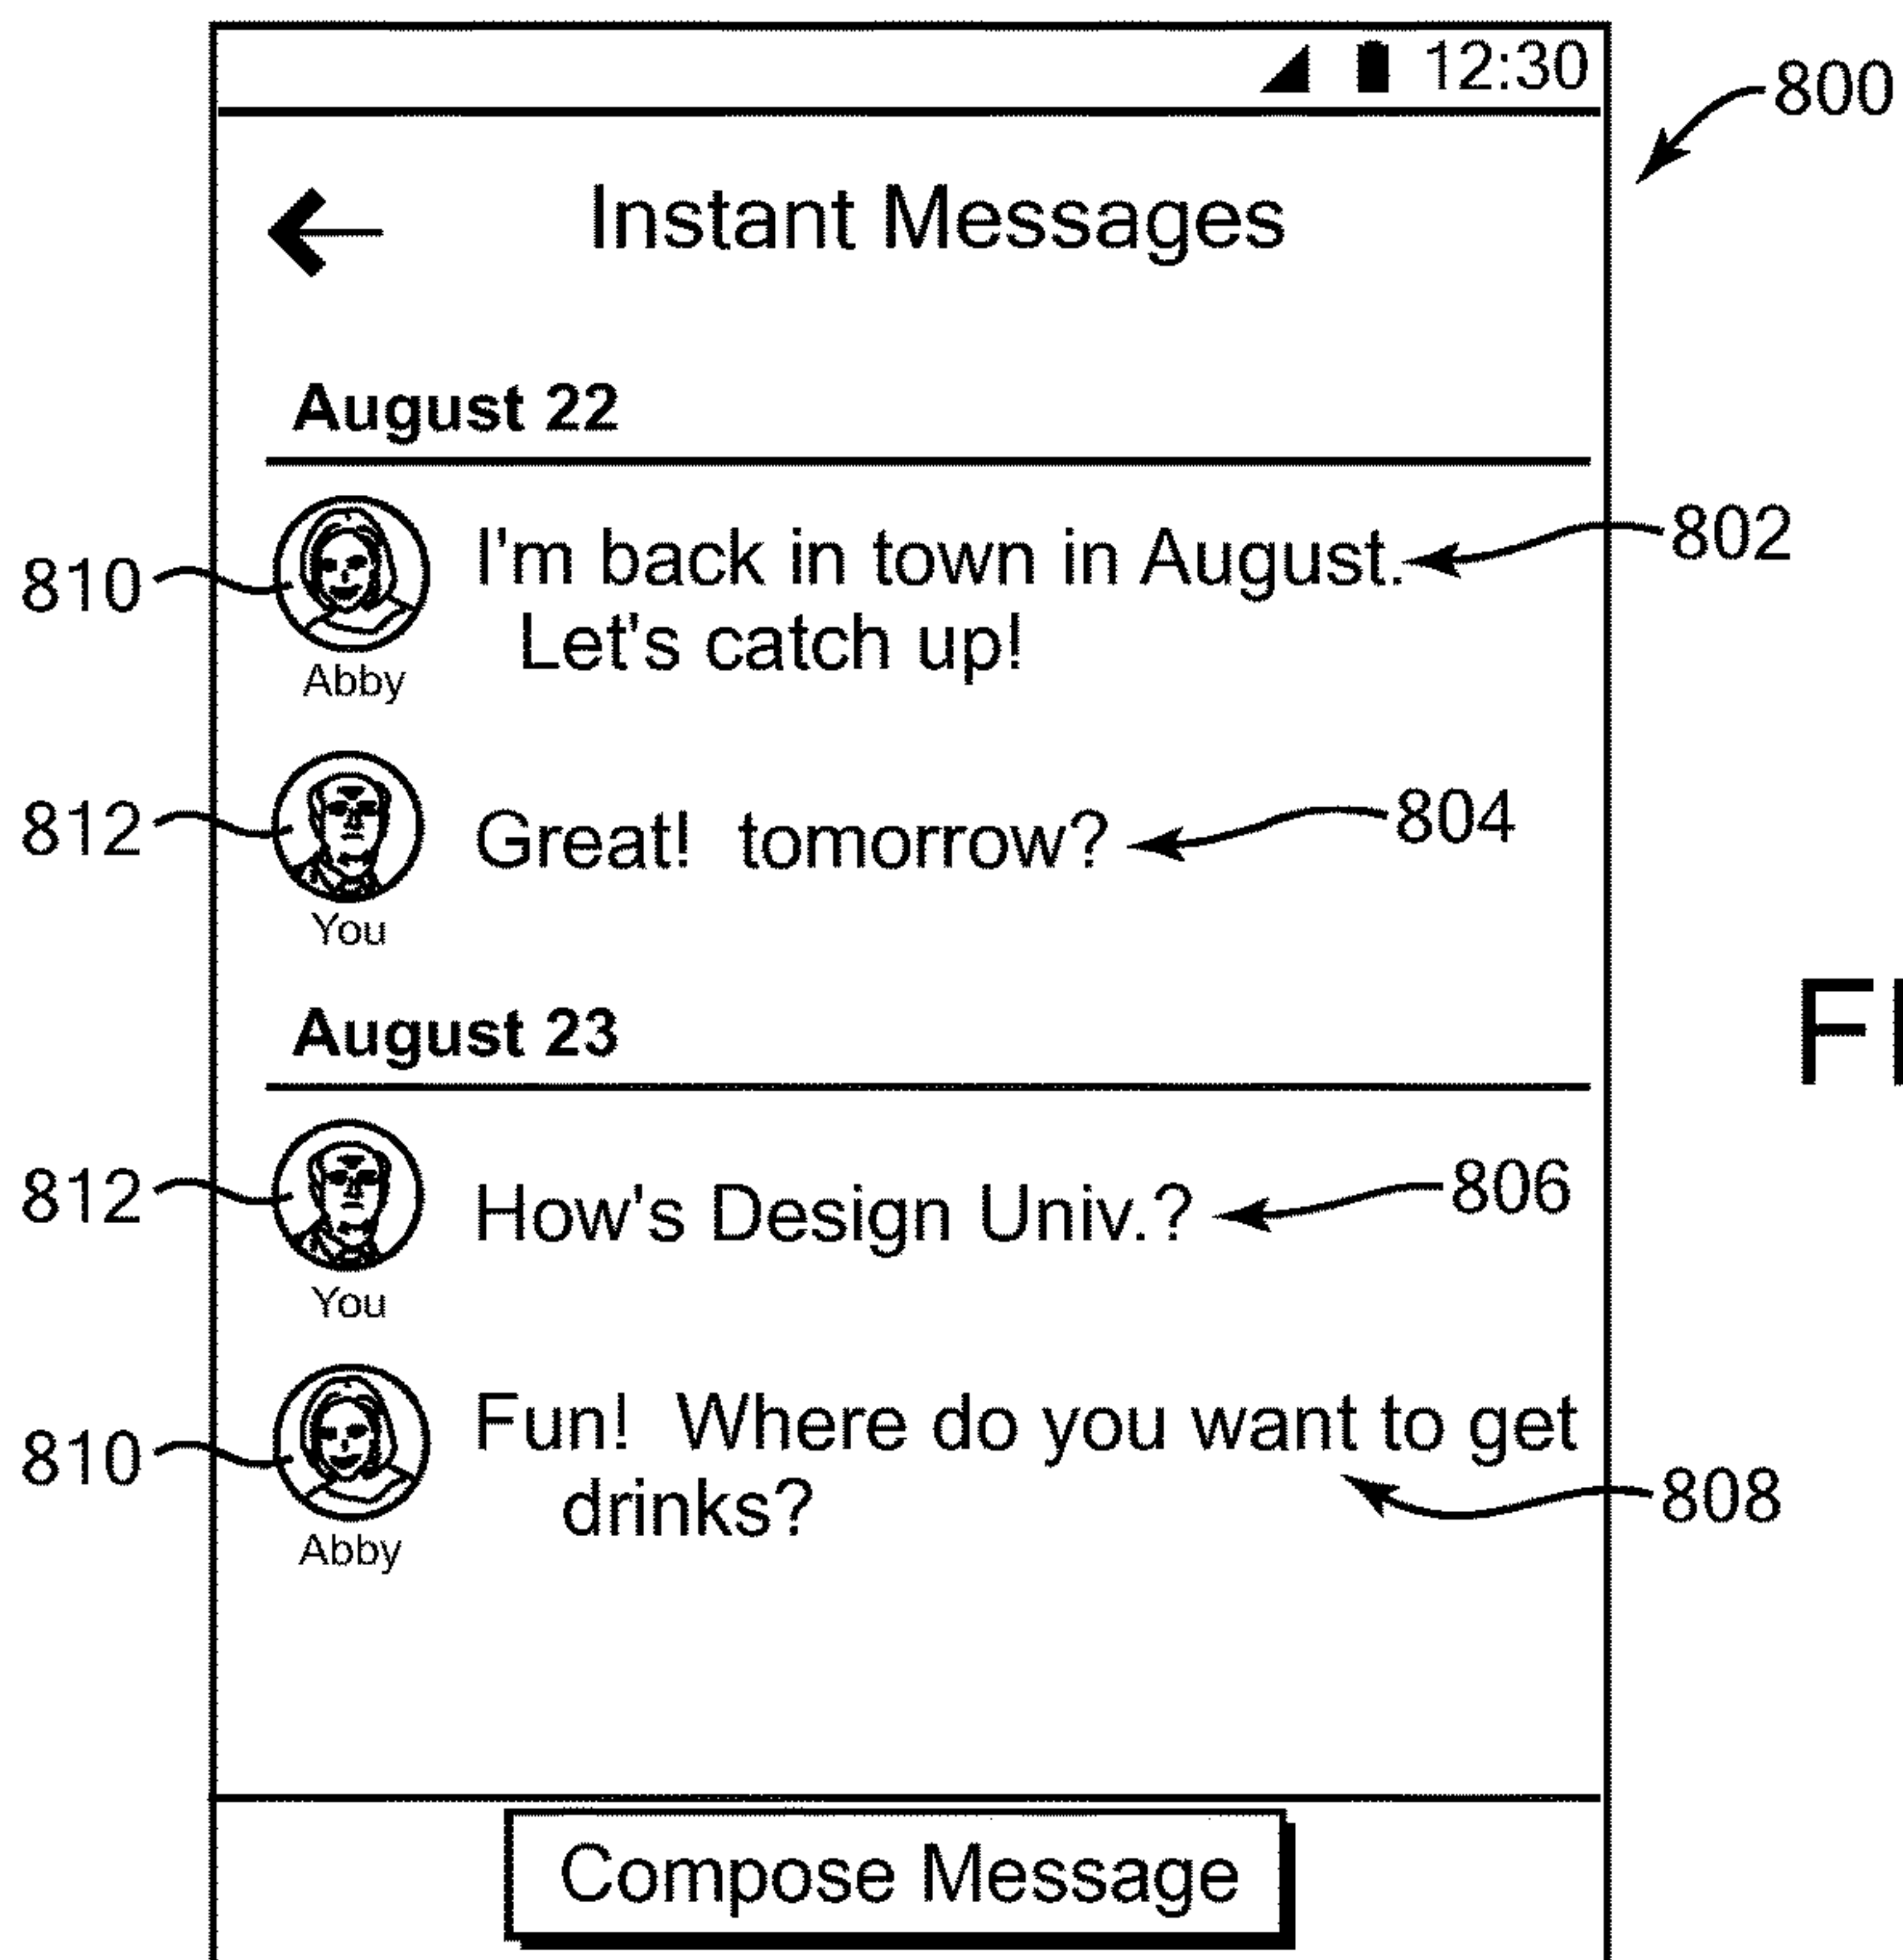 12:30
800
Instant Messages
August 22
I'm back in town in August.
802
810
Let's catch up!
Abby
812
Great! tomorrow?
804
You
August 23
812
How's Design Univ.?
806
You
810
Fun! Where do you want to get
drinks?
808
Abby
Compose Message